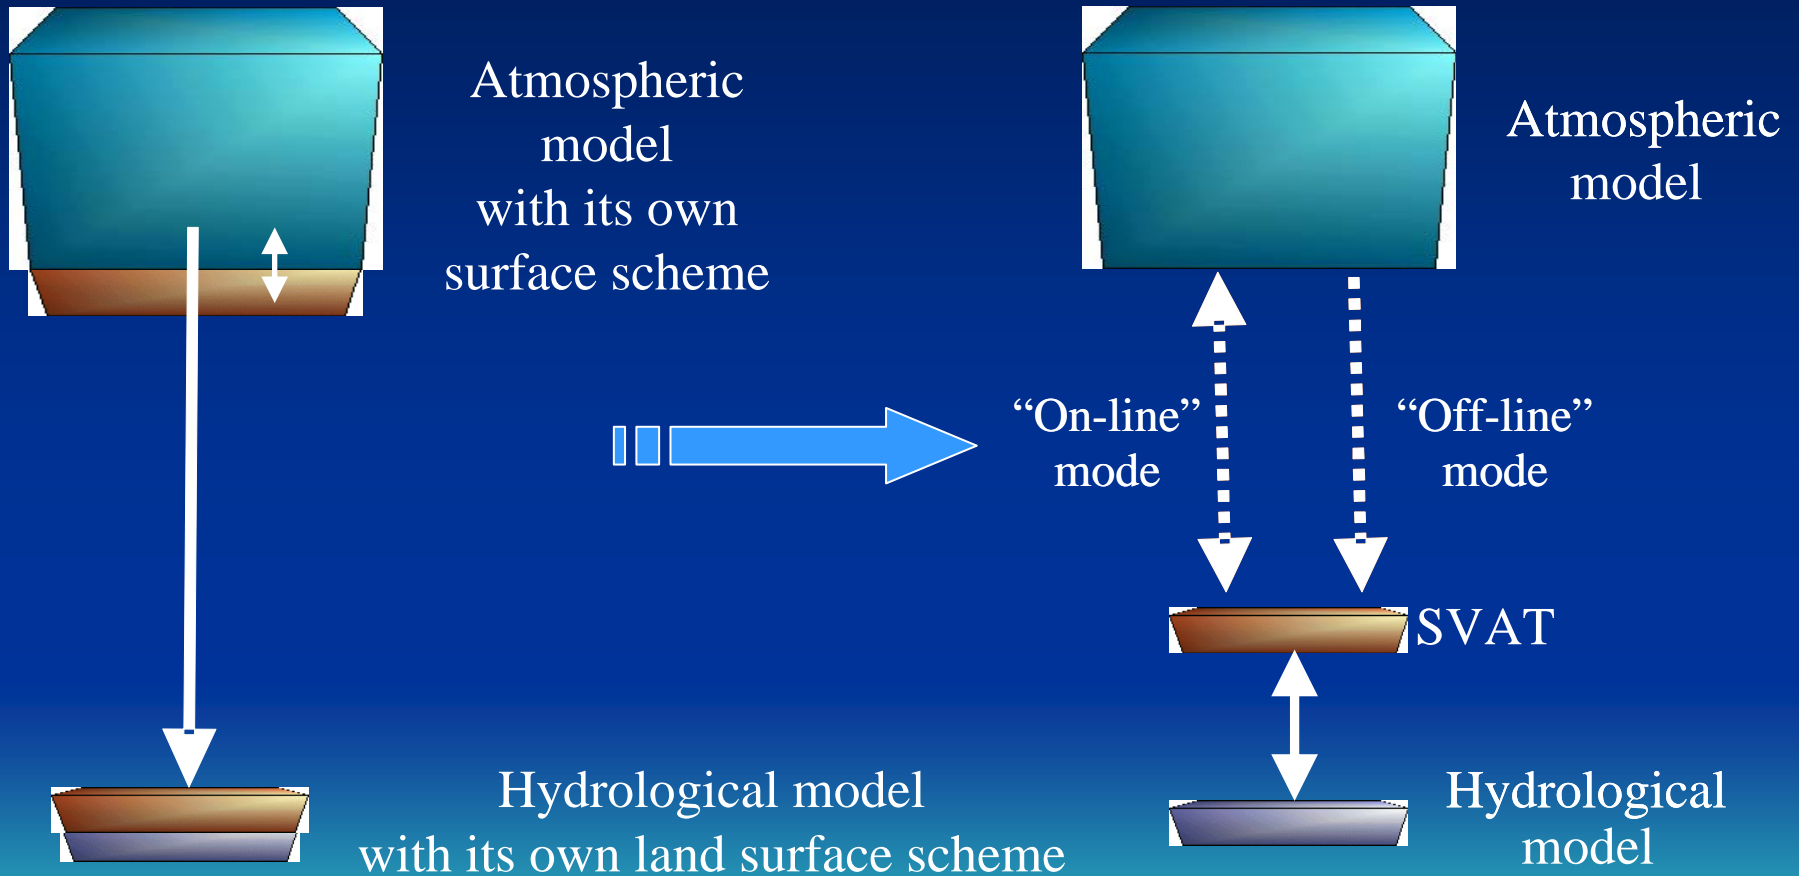 Atmospheric
model
with its own
surface scheme
Atmospheric
model
“On-line”
mode
“Off-line”
mode
SVAT
Hydrological model
with its own land surface scheme
Hydrological
model